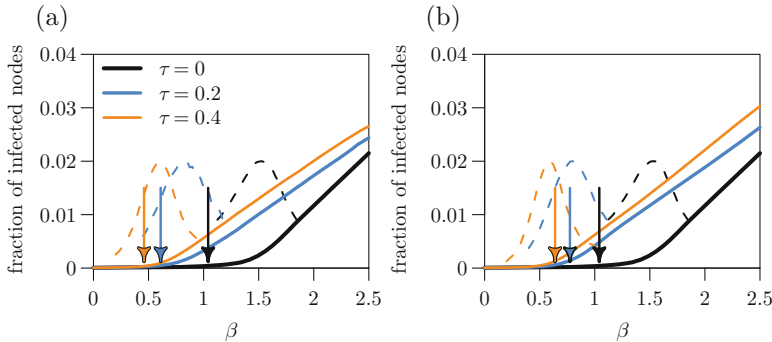 (a)
fraction of infected nodes
0.04
0.03
0.02
0.01
0
τ = 0
τ = 0.2
τ = 0.4
0 0.5 1 1.5 2 2.5
β
(b)
fraction of infected nodes
0.04
0.03
0.02
0.01
0
0 0.5 1 1.5 2 2.5
β